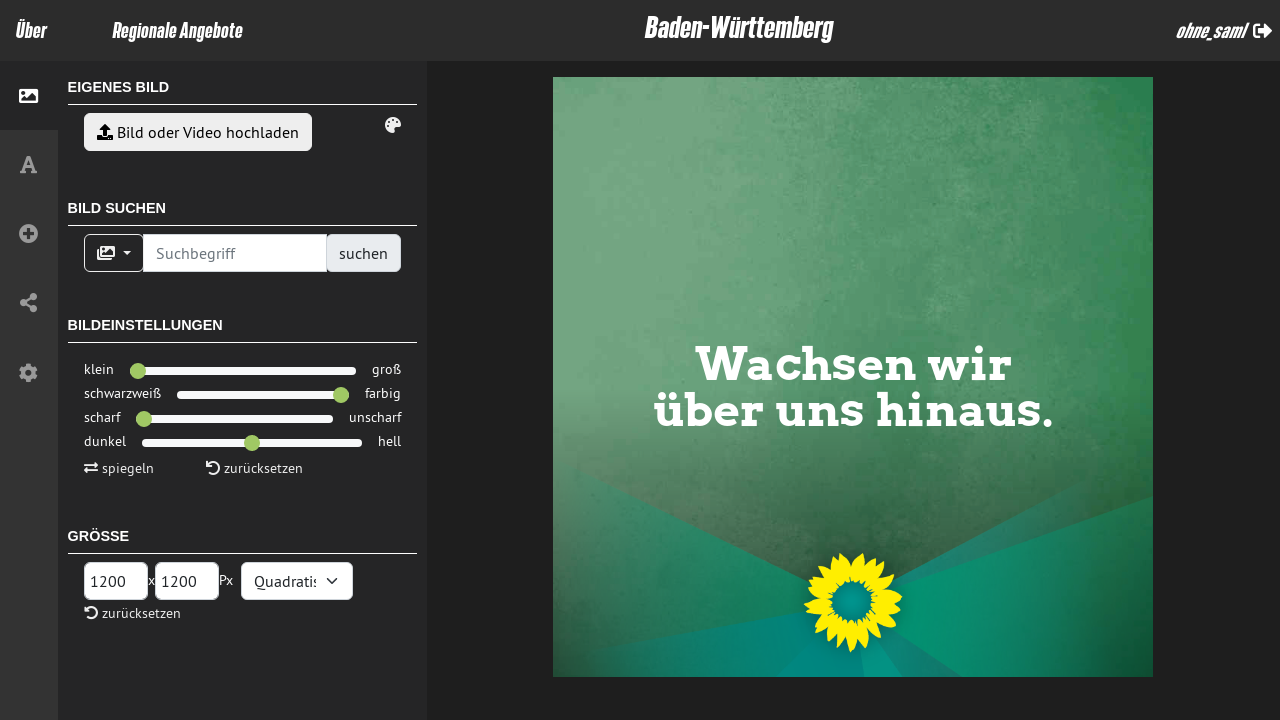 Über
Regionale Angebote
Baden-Württemberg
ohne_saml
EIGENES BILD
Bild oder Video hochladen
BILD SUCHEN
Suchbegriff
suchen
BILDEINSTELLUNGEN
klein
groß
schwarzweiß
farbig
scharf
unscharf
dunkel
hell
spiegeln
zurücksetzen
GRÖSSE
1200
x
1200
Px
Quadratis
zurücksetzen
Wachsen wir
über uns hinaus.